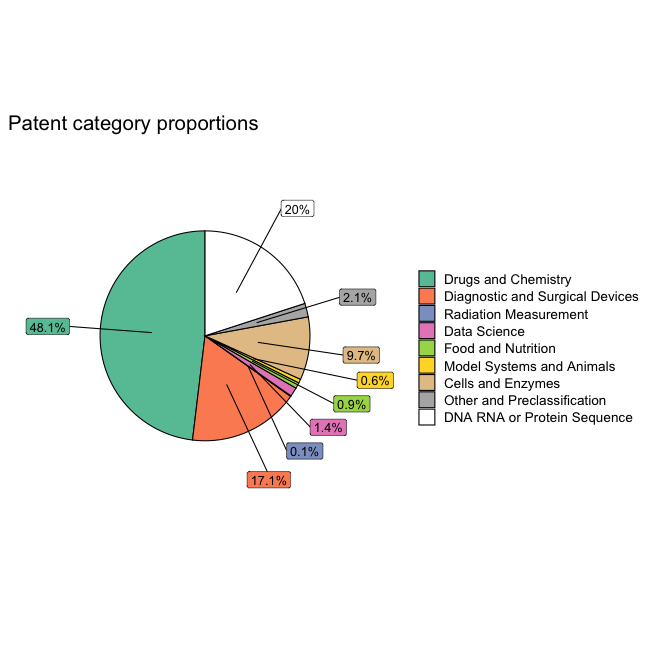 Patent category proportions
20%
2.1%
48.1%
9.7%
0.6%
0.9%
1.4%
0.1%
17.1%
Drugs and Chemistry
Diagnostic and Surgical Devices
Radiation Measurement
Data Science
Food and Nutrition
Model Systems and Animals
Cells and Enzymes
Other and Preclassification
DNA RNA or Protein Sequence